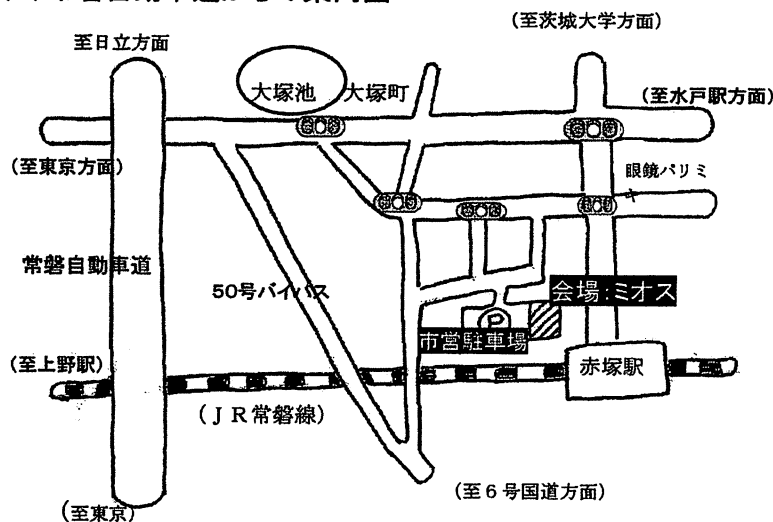 (至茨城大学方面)
至日立方面
大塚池
大塚町
(至水戸駅方面)
(至東京方面)
眼鏡パリミ
常磐自動車道
50号バイパス
会場:ミオス
P
市営駐車場
(至上野駅)
赤塚駅
(JR常磐線)
(至6号国道方面)
(至東京)